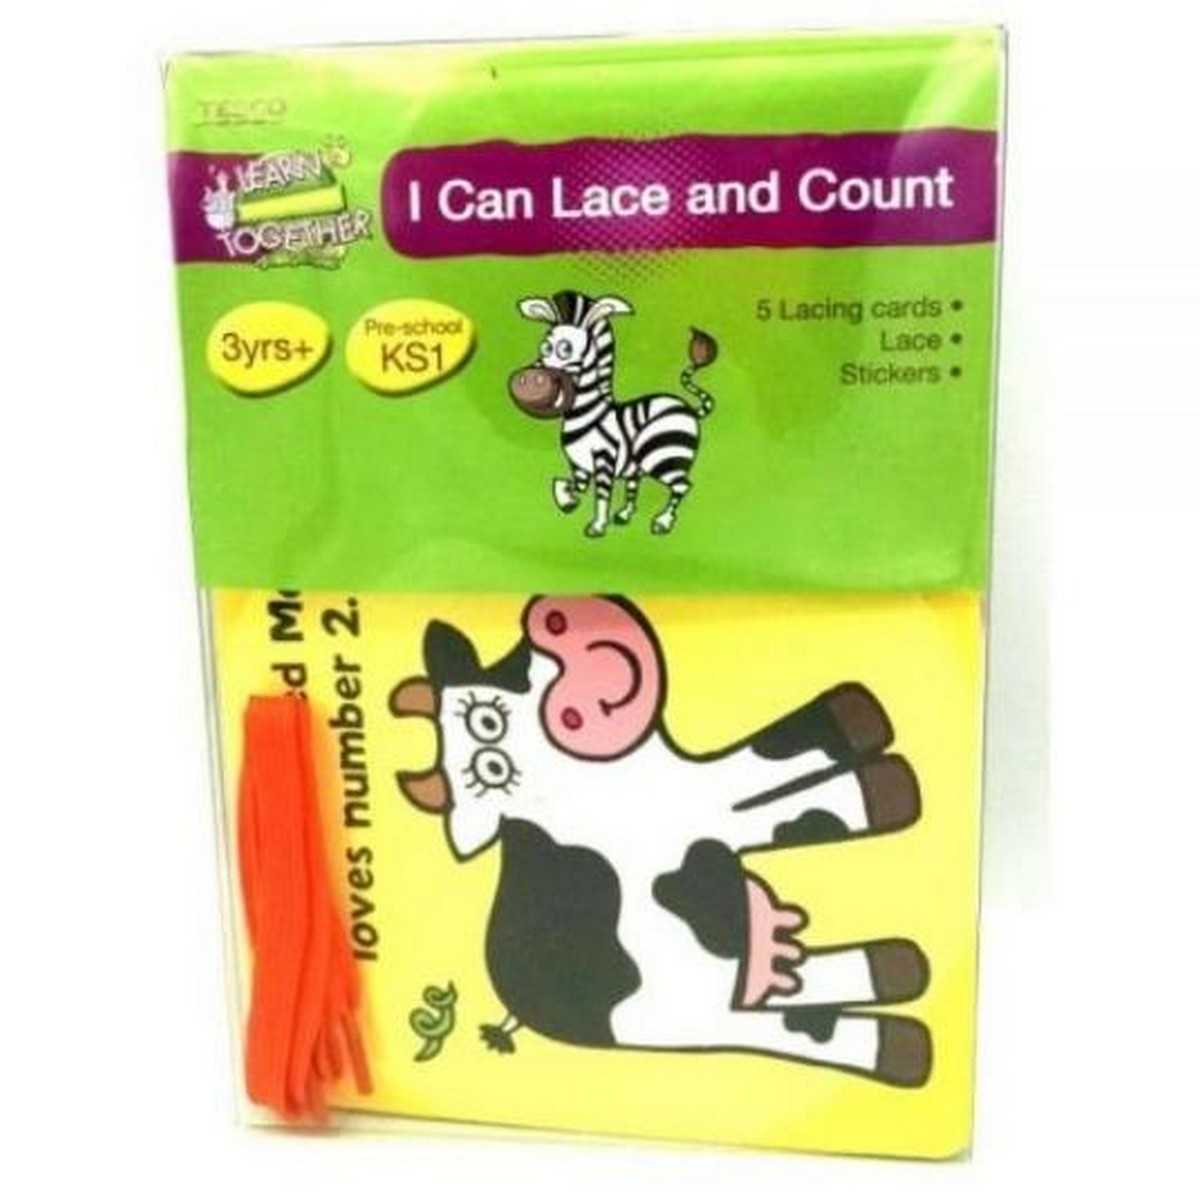 TESCO
LEARN
TOGETHER
I Can Lace and Count
3yrs+
Pre-school
KS1
5 Lacing cards •
Lace •
Stickers •
loves number 2.